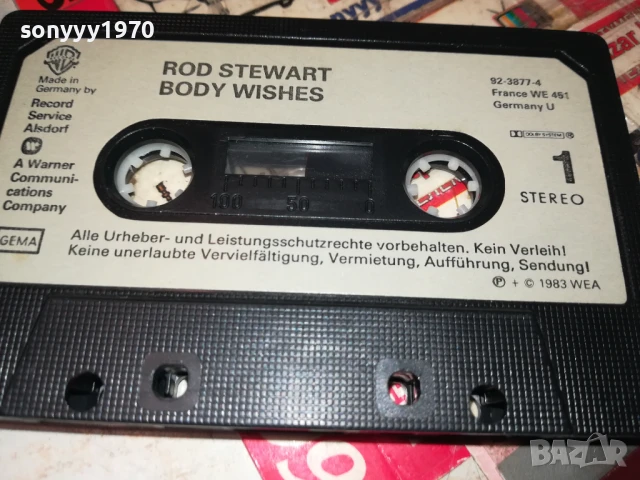 sonyyy1970
WB
Made in
Germany by
Record
Service
Alsdorf
A Warner
Communi-
cations
Company
GEMA
ROD STEWART
BODY WISHES
92-3877-4
France WE 451
Germany U
DOLBY SYSTEM
1
STEREO
100 50 0
Alle Urheber- und Leistungsschutzrechte vorbehalten. Kein Verleih!
Keine unerlaubte Vervielfältigung, Vermietung, Aufführung, Sendung!
Ⓟ + © 1983 WEA
BAZAR